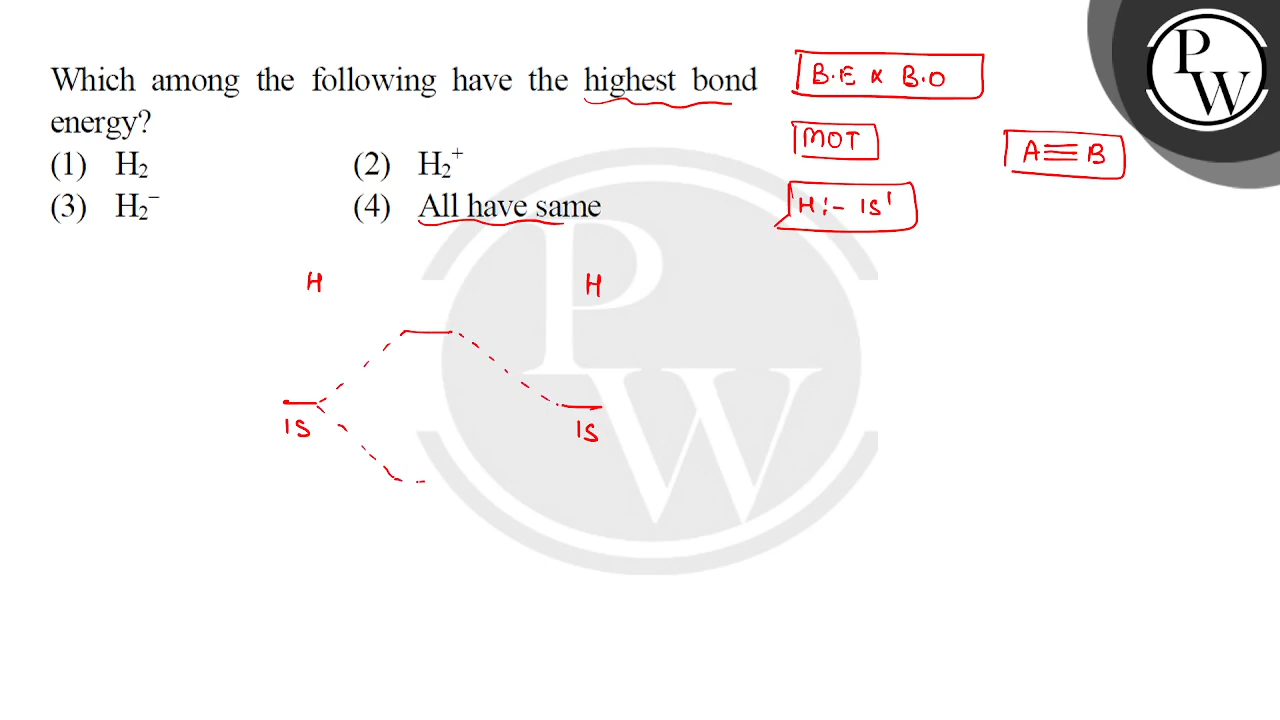 Which among the following have the highest bond energy?
(1) H₂ (2) H₂⁺
(3) H₂⁻ (4) All have same
B.E ∝ B.O
MOT
A≡B
H:- 1S¹
H H
1S 1S
P
W
P
W